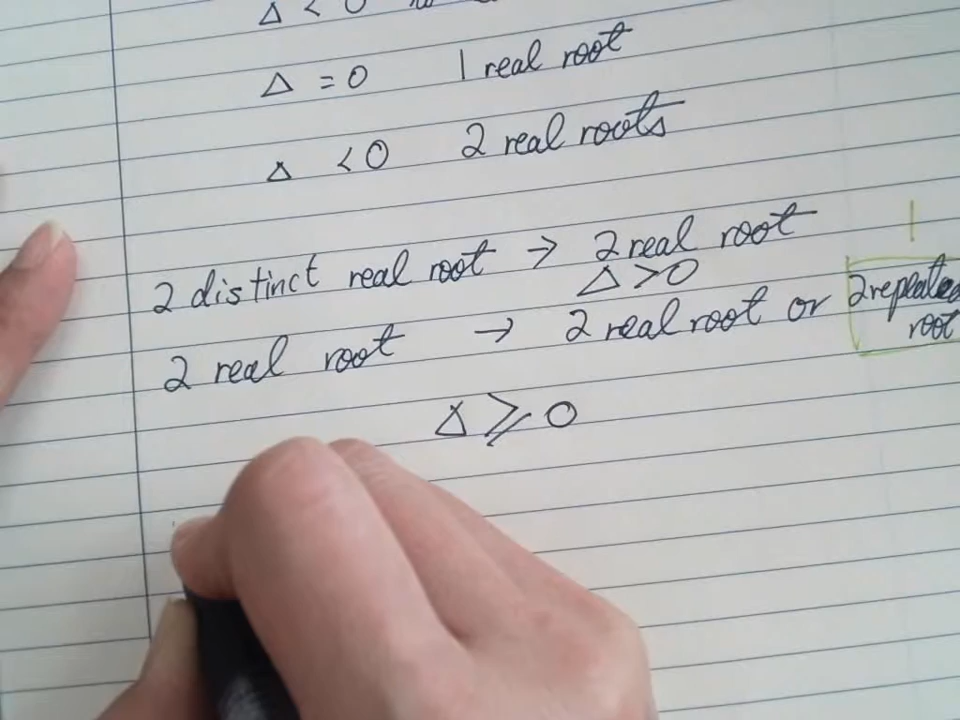 Δ < 0
Δ = 0 1 real root
Δ < 0 2 real roots
2 distinct real root → 2 real root
Δ > 0
2 real root → 2 real root or 2 repeated root
Δ ⩾ 0